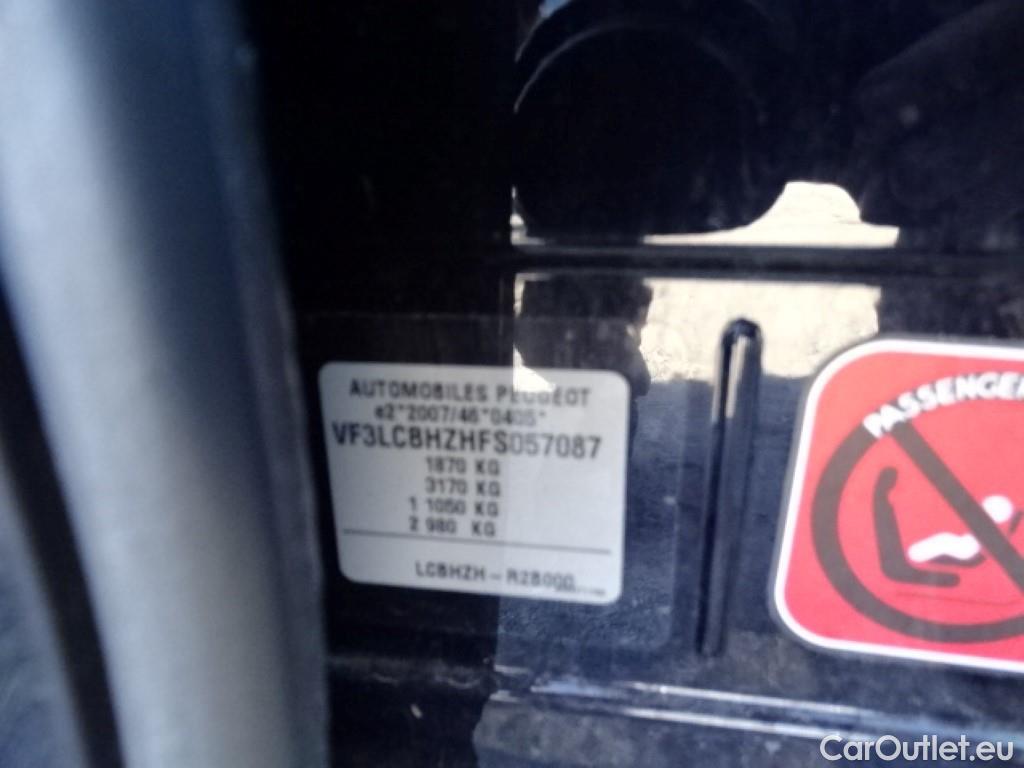 AUTOMOBILES PEUGEOT
e2*2007/46*0405*
VF3LCBHZHFS057087
1870 KG
3170 KG
1 1050 KG
2 980 KG
LCBHZH - R2B000
PASSENGER
CarOutlet.eu